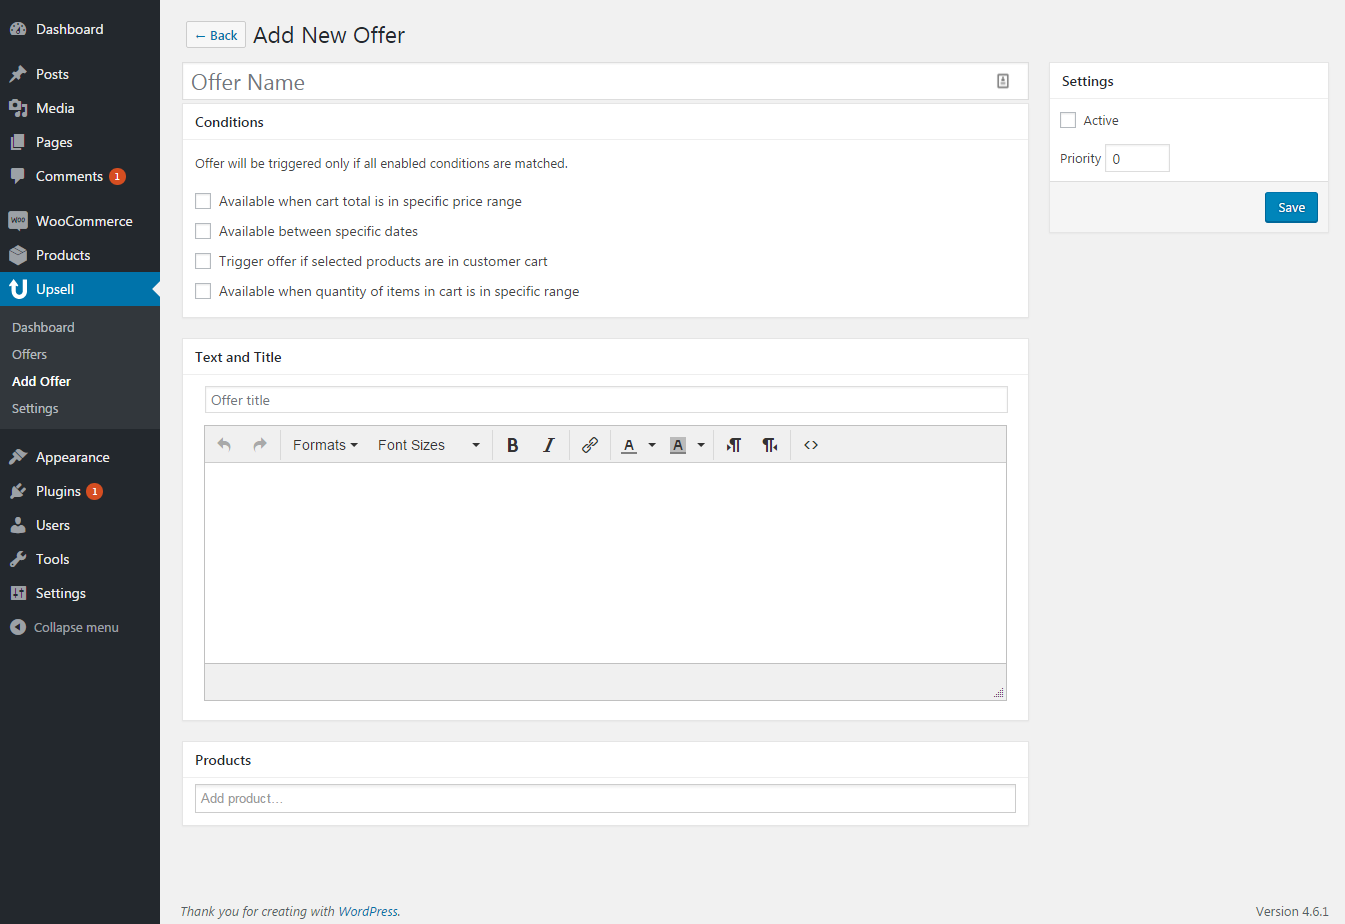 Dashboard
Posts
Media
Pages
Comments 1
WooCommerce
Products
Upsell
Dashboard
Offers
Add Offer
Settings
Appearance
Plugins 1
Users
Tools
Settings
Collapse menu
← Back Add New Offer
Offer Name
Conditions
Offer will be triggered only if all enabled conditions are matched.
Available when cart total is in specific price range
Available between specific dates
Trigger offer if selected products are in customer cart
Available when quantity of items in cart is in specific range
Text and Title
Offer title
Formats Font Sizes B I A A <>
Products
Add product...
Settings
Active
Priority 0
Save
Thank you for creating with WordPress.
Version 4.6.1